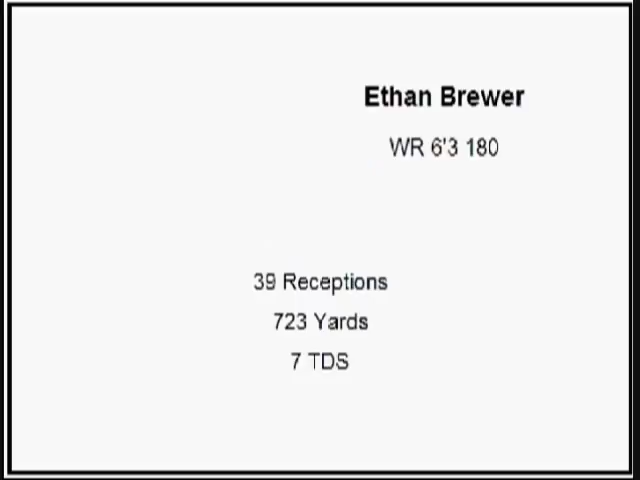 Ethan Brewer
WR 6'3 180
39 Receptions
723 Yards
7 TDS